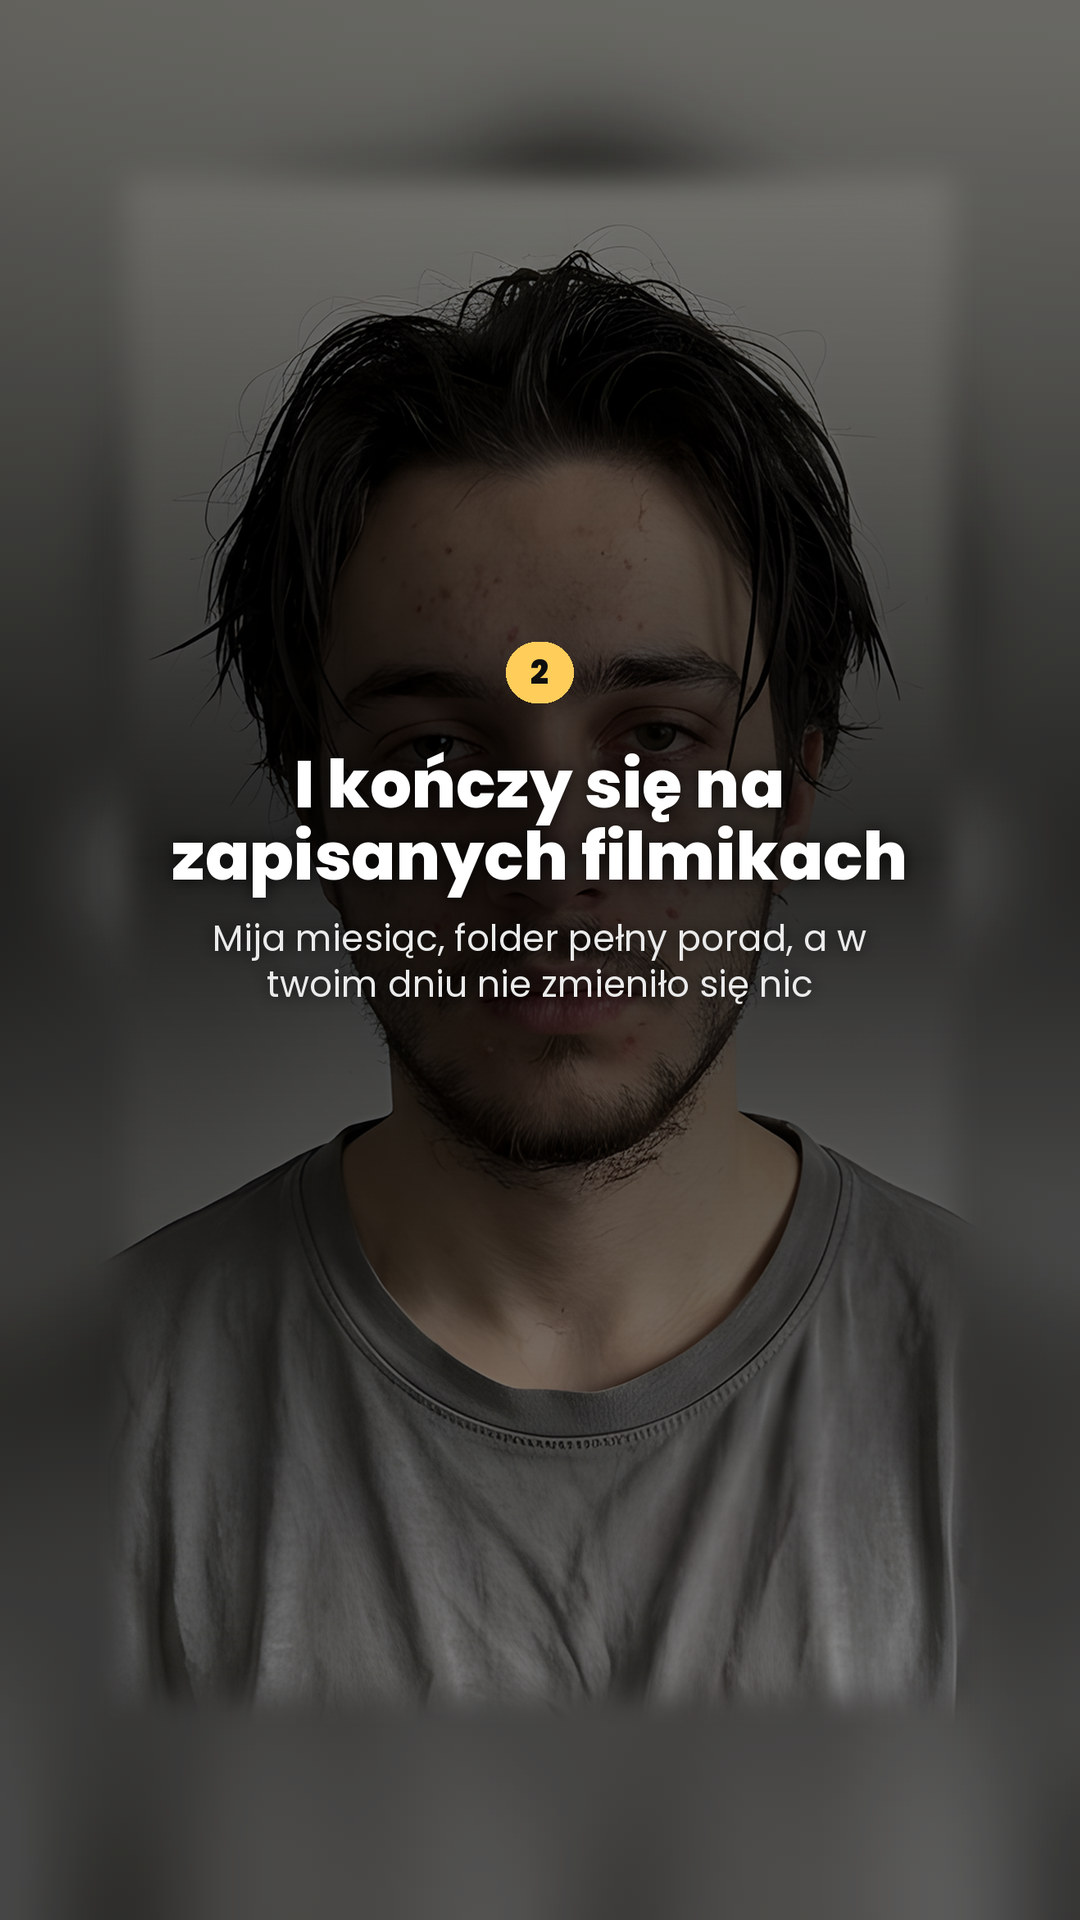 2
I kończy się na
zapisanych filmikach
Mija miesiąc, folder pełny porad, a w
twoim dniu nie zmieniło się nic